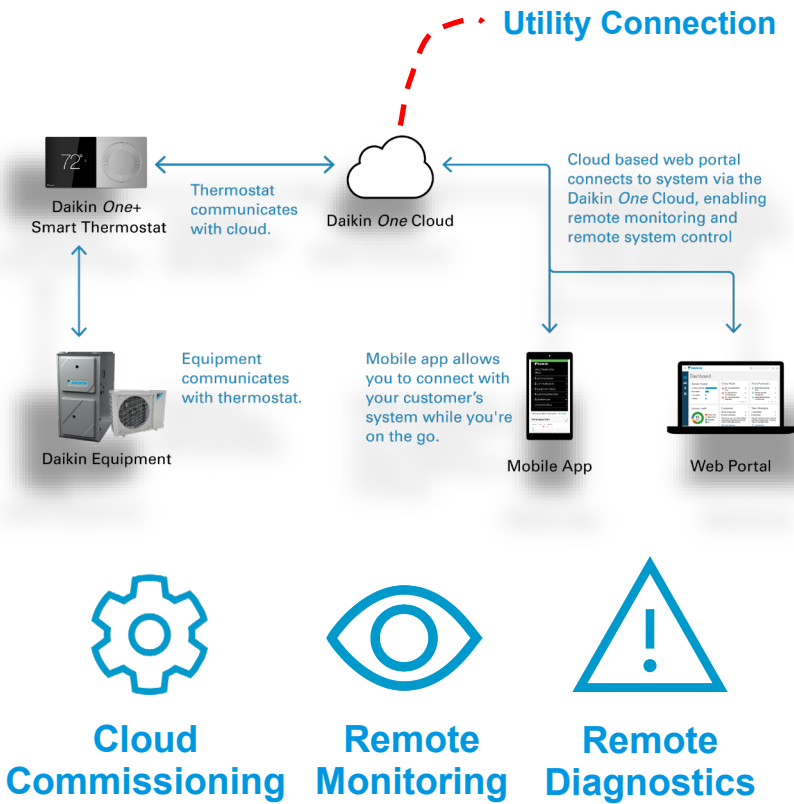 Utility Connection
72°
Daikin One+
Smart Thermostat
Thermostat
communicates
with cloud.
Daikin One Cloud
Cloud based web portal
connects to system via the
Daikin One Cloud, enabling
remote monitoring and
remote system control
Equipment
communicates
with thermostat.
Daikin Equipment
Mobile app allows
you to connect with
your customer's
system while you're
on the go.
Mobile App
Dashboard
Web Portal
Cloud
Commissioning
Remote
Monitoring
Remote
Diagnostics